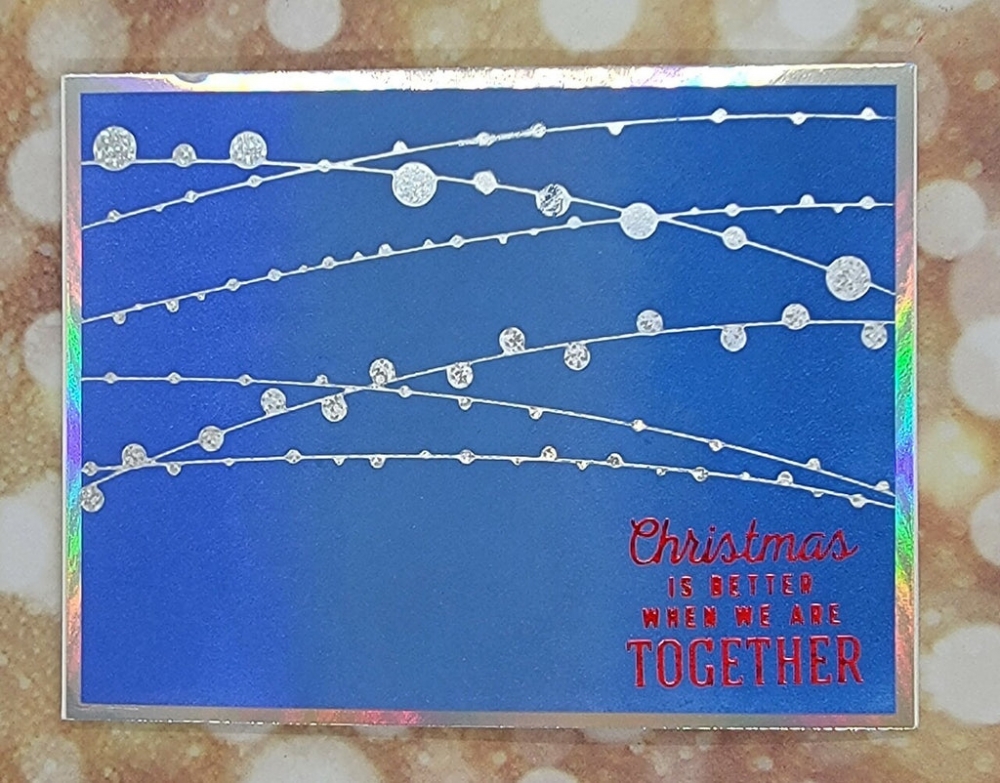 Christmas
IS BETTER
WHEN WE ARE
TOGETHER